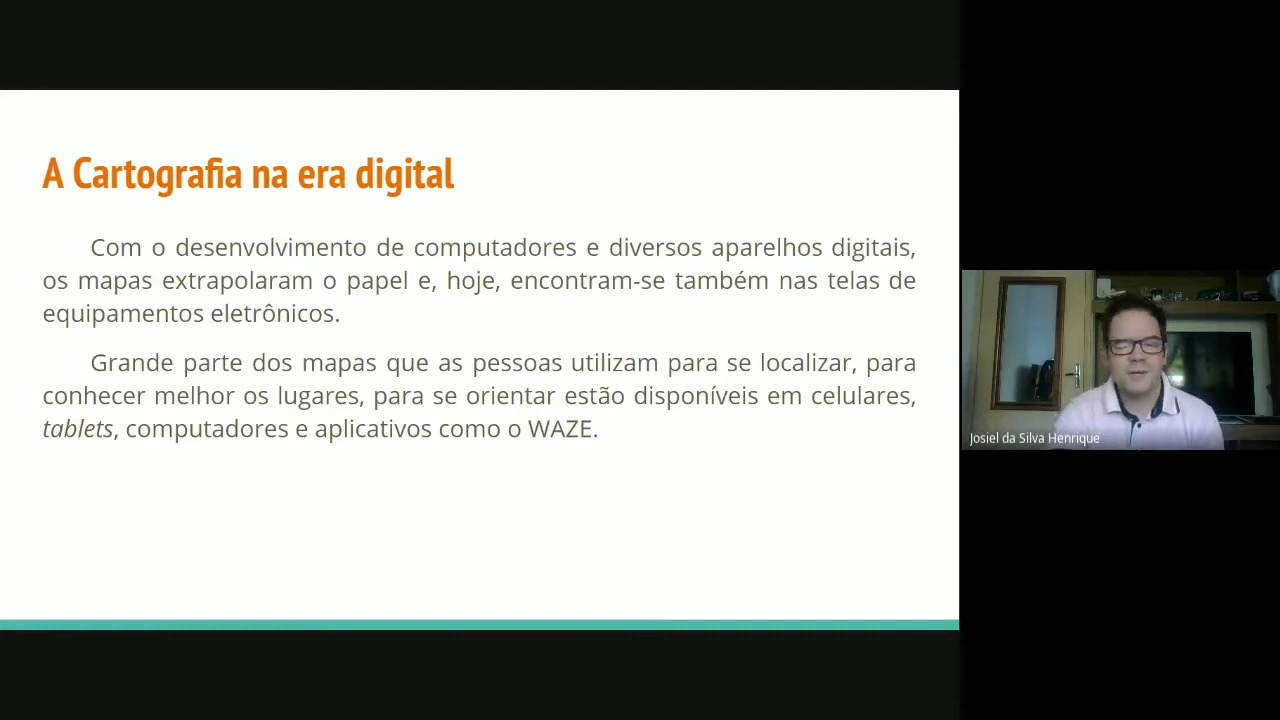 A Cartografia na era digital
Com o desenvolvimento de computadores e diversos aparelhos digitais,
os mapas extrapolaram o papel e, hoje, encontram-se também nas telas de
equipamentos eletrônicos.
Grande parte dos mapas que as pessoas utilizam para se localizar, para
conhecer melhor os lugares, para se orientar estão disponíveis em celulares,
tablets, computadores e aplicativos como o WAZE.
Josiel da Silva Henrique